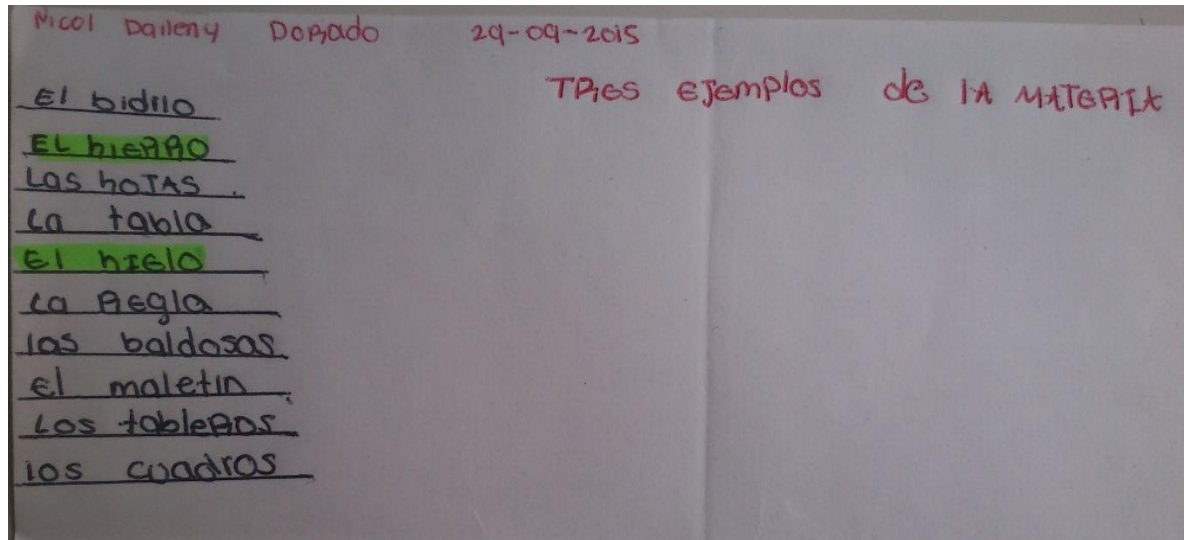 Nicol Daileny Dorado 29-09-2015
TRES EJEMPLOS de lA MATERIA
El bidrio
EL hiERRO
Las hoJAS.
La tabla
El hIElo
La REgla
las baldosas.
El maletin.
Los tableROS
los cuadros